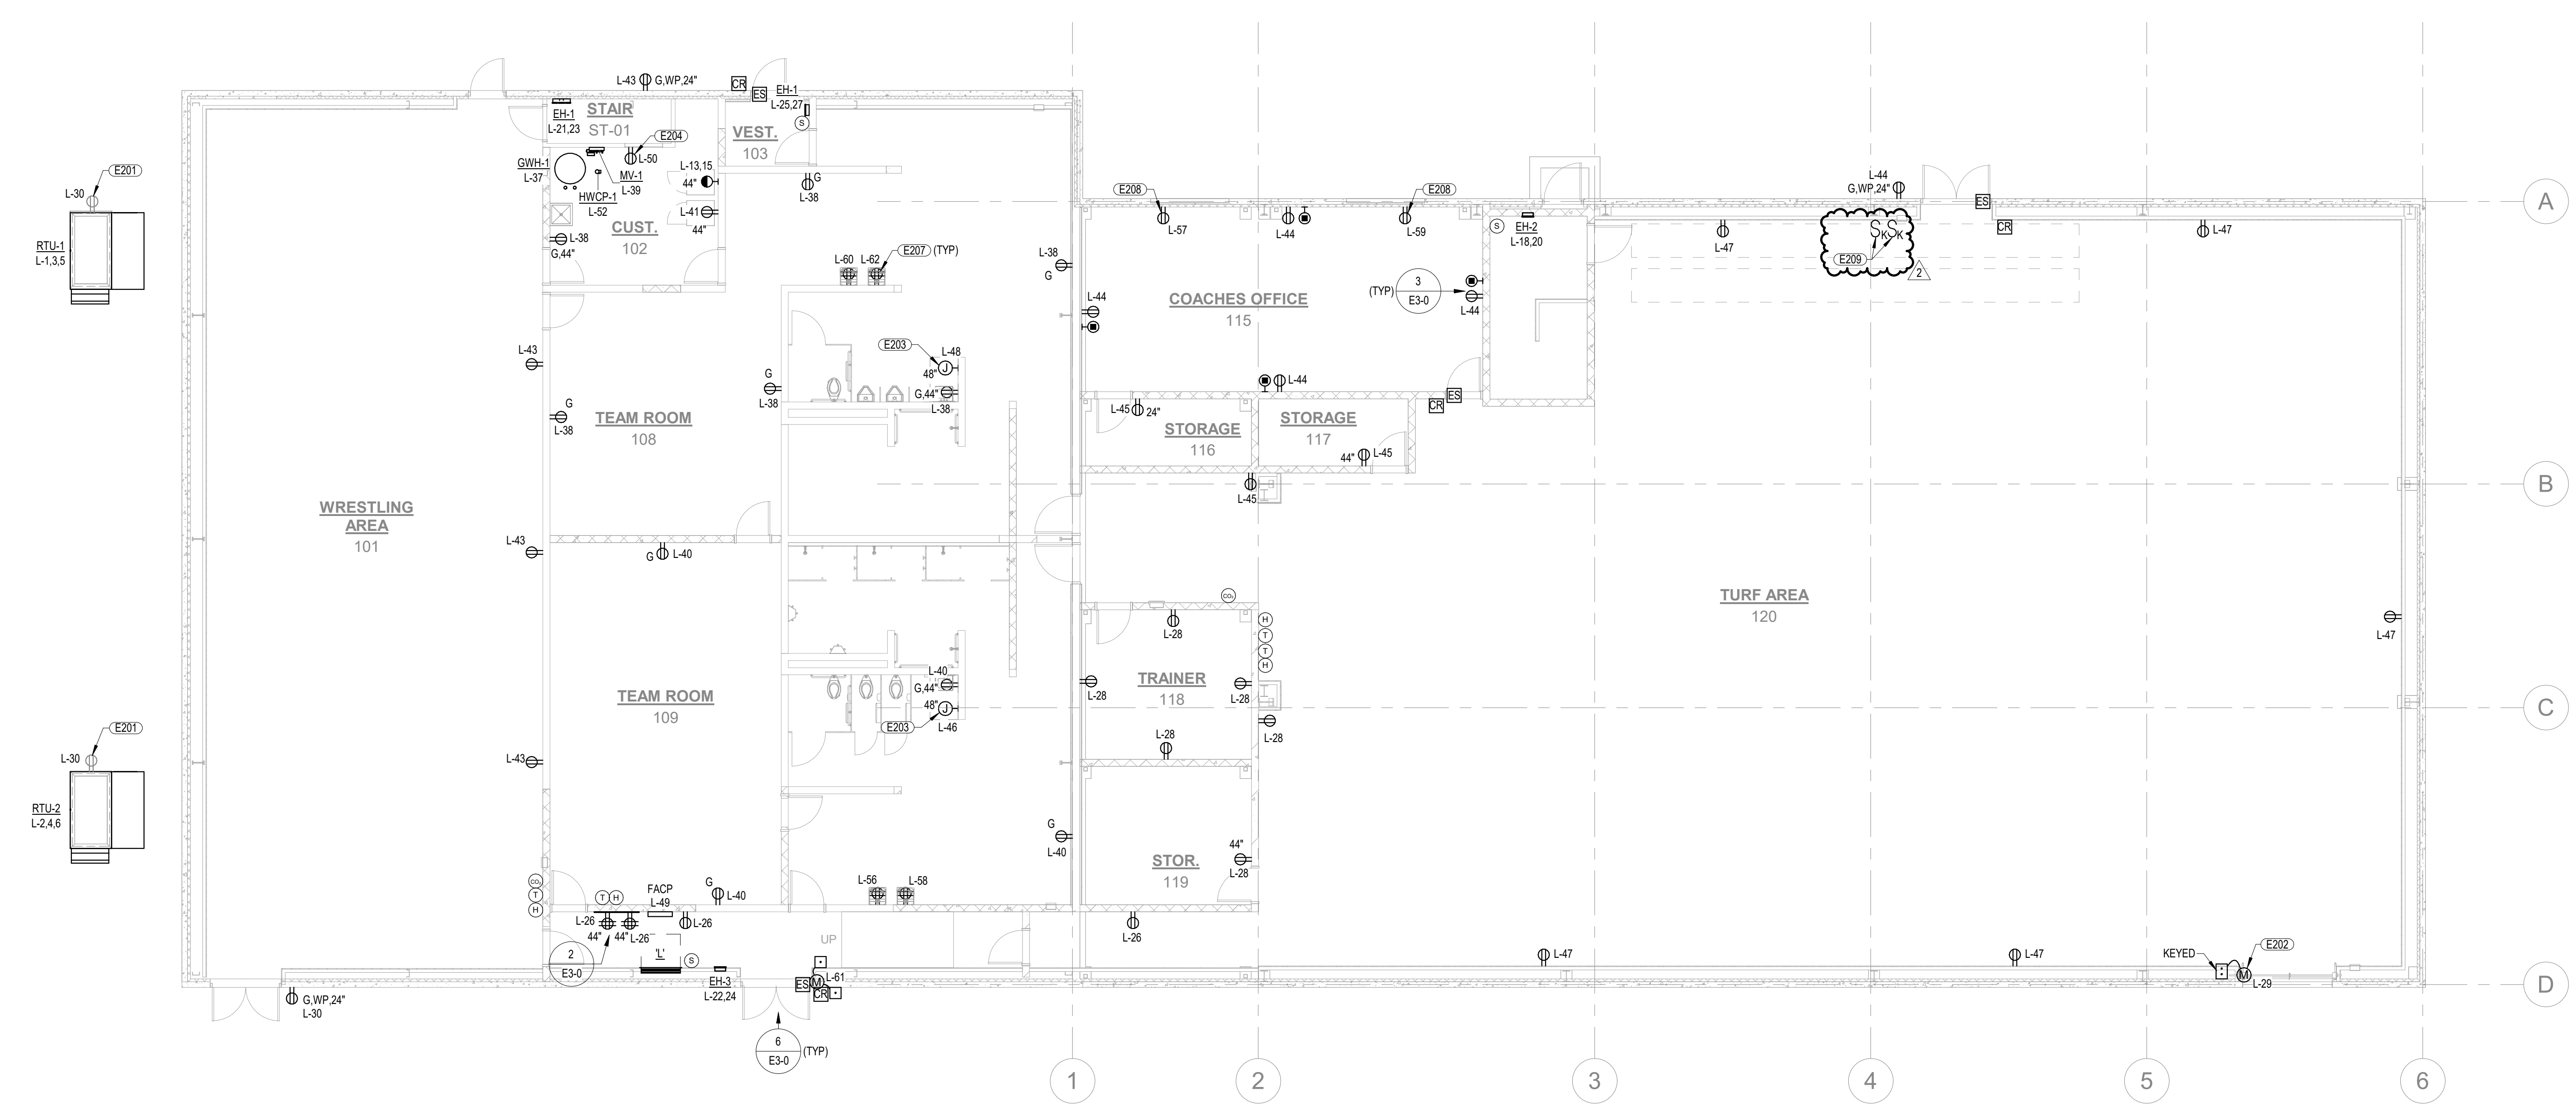 L-43 G,WP,24"
CR
ES
EH-1
L-25,27
S
EH-1
L-21,23
STAIR
ST-01
E204
L-50
VEST.
103
GWH-1
L-37
MV-1
L-39
HWCP-1
L-52
L-13,15
44"
L-41
44"
CUST.
102
L-38
G,44"
G
L-38
E201
L-30
RTU-1
L-1,3,5
L-60
L-62
E207 (TYP)
L-38
G
E208
L-57
L-44
E208
L-59
S
EH-2
L-18,20
L-44
G,WP,24"
ES
CR
L-47
SK SK
E209
2
L-47
A
COACHES OFFICE
115
L-44
(TYP)
3
E3-0
L-44
L-44
L-43
E203
L-48
48"
J
G,44"
L-38
G
L-38
G
L-38
TEAM ROOM
108
L-45
24"
STORAGE
116
STORAGE
117
44"
L-45
CR
ES
L-45
B
WRESTLING
AREA
101
L-43
G
L-40
CO2
H
T
T
H
TURF AREA
120
L-47
L-28
TRAINER
118
L-28
L-28
L-28
L-28
TEAM ROOM
109
L-40
G,44"
48"
J
E203
L-46
C
E201
L-30
RTU-2
L-2,4,6
L-43
G
L-40
STOR.
119
44"
L-28
CO2
T
H
T
H
FACP
L-49
G
L-40
L-56
L-58
L-26
44"
44"
L-26
L-26
L-26
UP
2
E3-0
'L'
S
EH-3
L-22,24
ES
M
L-61
CR
L-47
L-47
KEYED
E202
M
L-29
D
G,WP,24"
L-30
6
E3-0
(TYP)
1
2
3
4
5
6